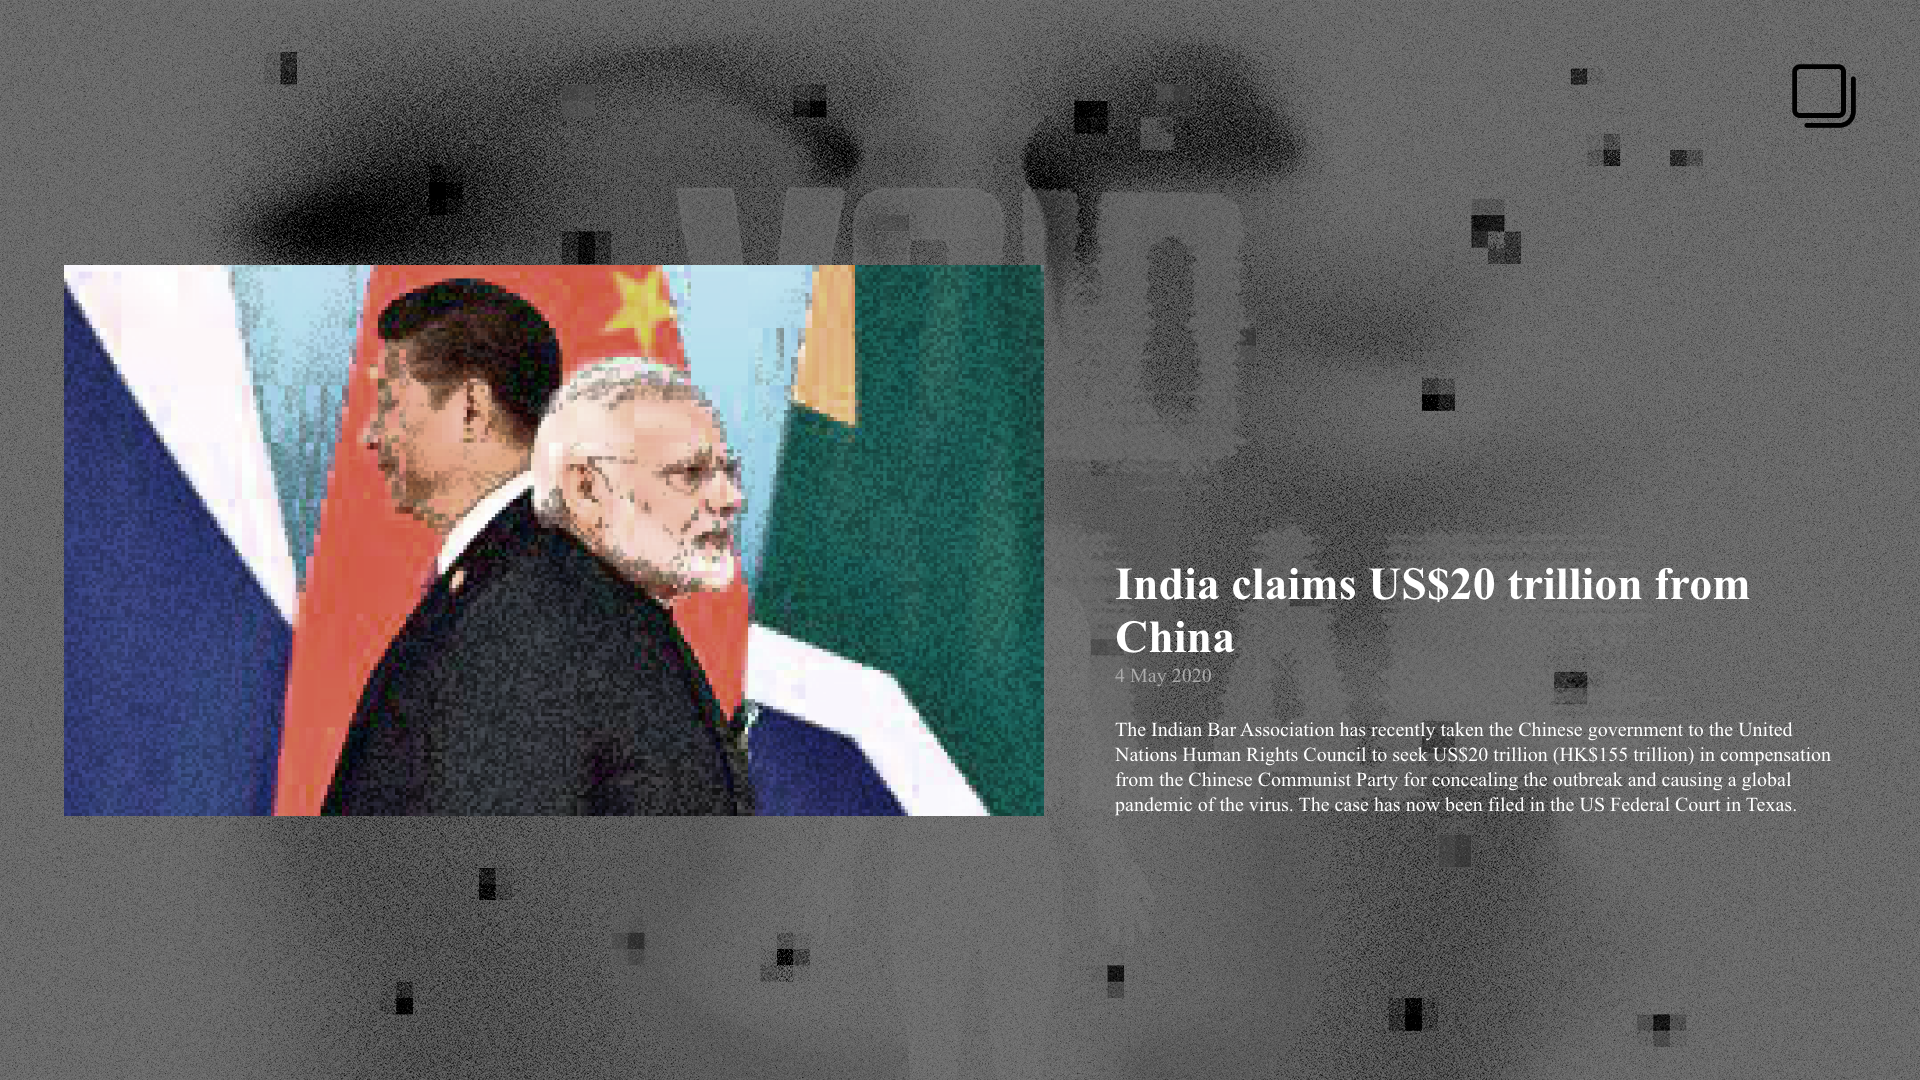 India claims US$20 trillion from
China
4 May 2020
The Indian Bar Association has recently taken the Chinese government to the United
Nations Human Rights Council to seek US$20 trillion (HK$155 trillion) in compensation
from the Chinese Communist Party for concealing the outbreak and causing a global
pandemic of the virus. The case has now been filed in the US Federal Court in Texas.